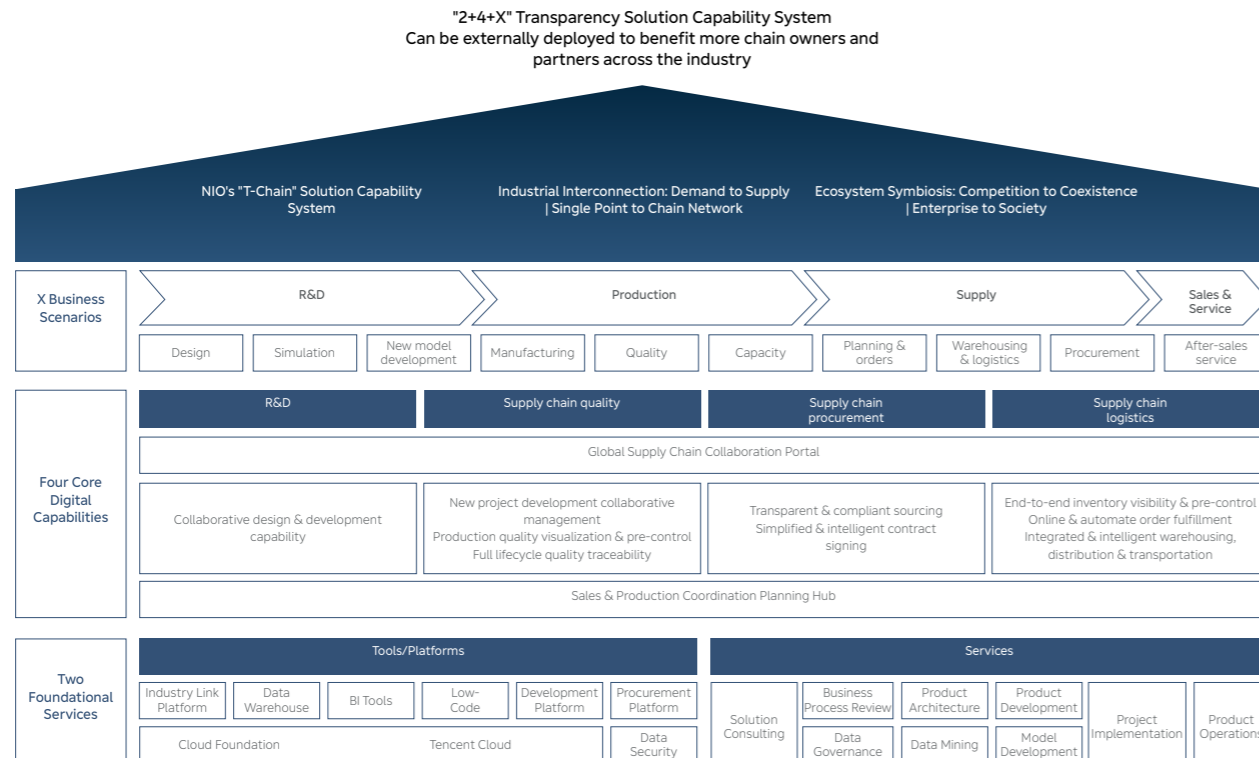 "2+4+X" Transparency Solution Capability System
Can be externally deployed to benefit more chain owners and
partners across the industry
NIO's "T-Chain" Solution Capability
System
Industrial Interconnection: Demand to Supply
| Single Point to Chain Network
Ecosystem Symbiosis: Competition to Coexistence
| Enterprise to Society
X Business
Scenarios
R&D
Production
Supply
Sales &
Service
Design
Simulation
New model
development
Manufacturing
Quality
Capacity
Planning &
orders
Warehousing
& logistics
Procurement
After-sales
service
Four Core
Digital
Capabilities
R&D
Supply chain quality
Supply chain
procurement
Supply chain
logistics
Global Supply Chain Collaboration Portal
Collaborative design & development
capability
New project development collaborative
management
Production quality visualization & pre-control
Full lifecycle quality traceability
Transparent & compliant sourcing
Simplified & intelligent contract
signing
End-to-end inventory visibility & pre-control
Online & automate order fulfillment
Integrated & intelligent warehousing,
distribution & transportation
Sales & Production Coordination Planning Hub
Two
Foundational
Services
Tools/Platforms
Services
Industry Link
Platform
Data
Warehouse
BI Tools
Low-
Code
Development
Platform
Procurement
Platform
Cloud Foundation
Tencent Cloud
Data
Security
Solution
Consulting
Business
Process Review
Product
Architecture
Product
Development
Data
Governance
Data Mining
Model
Development
Project
Implementation
Product
Operations